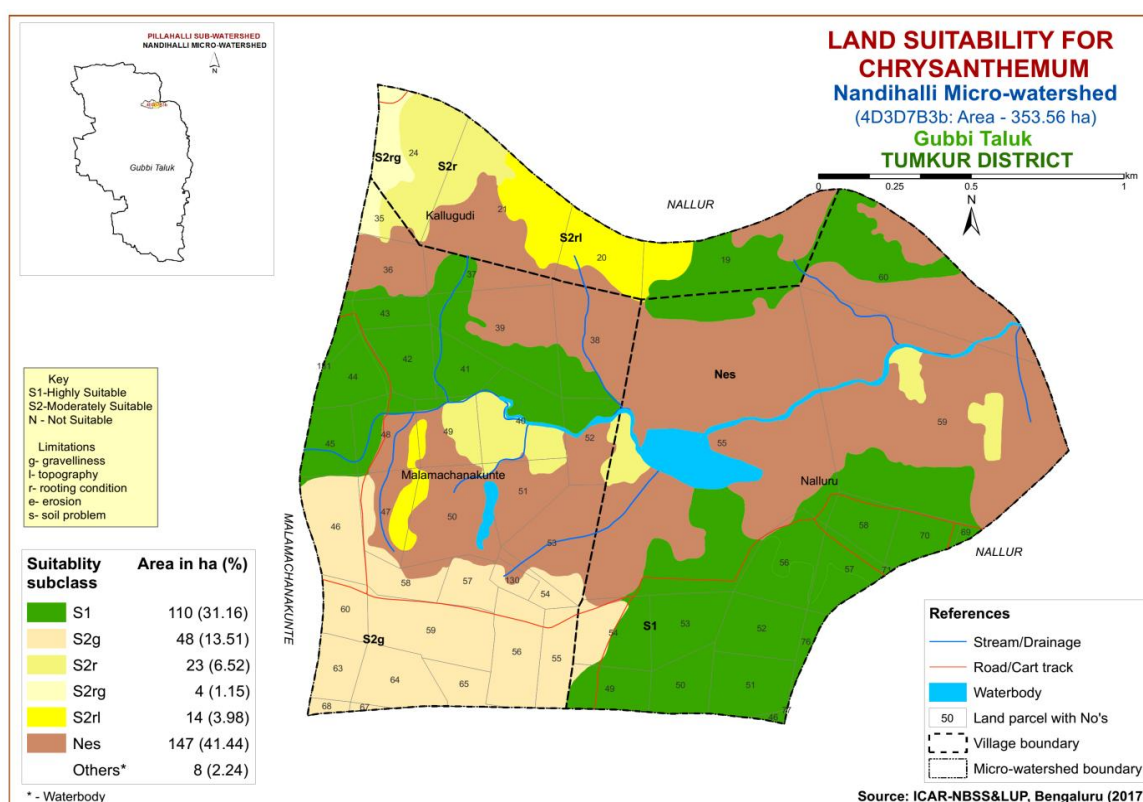 PILLAHALLI SUB-WATERSHED
NANDIHALLI MICRO-WATERSHED
N
Gubbi Taluk
LAND SUITABILITY FOR
CHRYSANTHEMUM
Nandihalli Micro-watershed
(4D3D7B3b: Area - 353.56 ha)
Gubbi Taluk
TUMKUR DISTRICT
km
0 0.25 0.5 1
N
NALLUR
S2rg
24
S2r
35
Kallugudi
21
S2rl
20
19
60
36
37
43
39
38
42
41
44
Nes
45
48
49
40
52
55
59
Malamachanakunte
Nalluru
51
47
50
46
53
58
57
130
54
58
70
69
56
57
71
NALLUR
MALAMACHANAKUNTE
60
59
S2g
56
55
54
S1
53
52
78
63
64
65
49
50
51
68
67
46
Key
S1-Highly Suitable
S2-Moderately Suitable
N - Not Suitable
Limitations
g- gravelliness
l- topography
r- rooting condition
e- erosion
s- soil problem
Suitablity subclass Area in ha (%)
S1 110 (31.16)
S2g 48 (13.51)
S2r 23 (6.52)
S2rg 4 (1.15)
S2rl 14 (3.98)
Nes 147 (41.44)
Others* 8 (2.24)
* - Waterbody
References
Stream/Drainage
Road/Cart track
Waterbody
50 Land parcel with No's
Village boundary
Micro-watershed boundary
Source: ICAR-NBSS&LUP, Bengaluru (2017